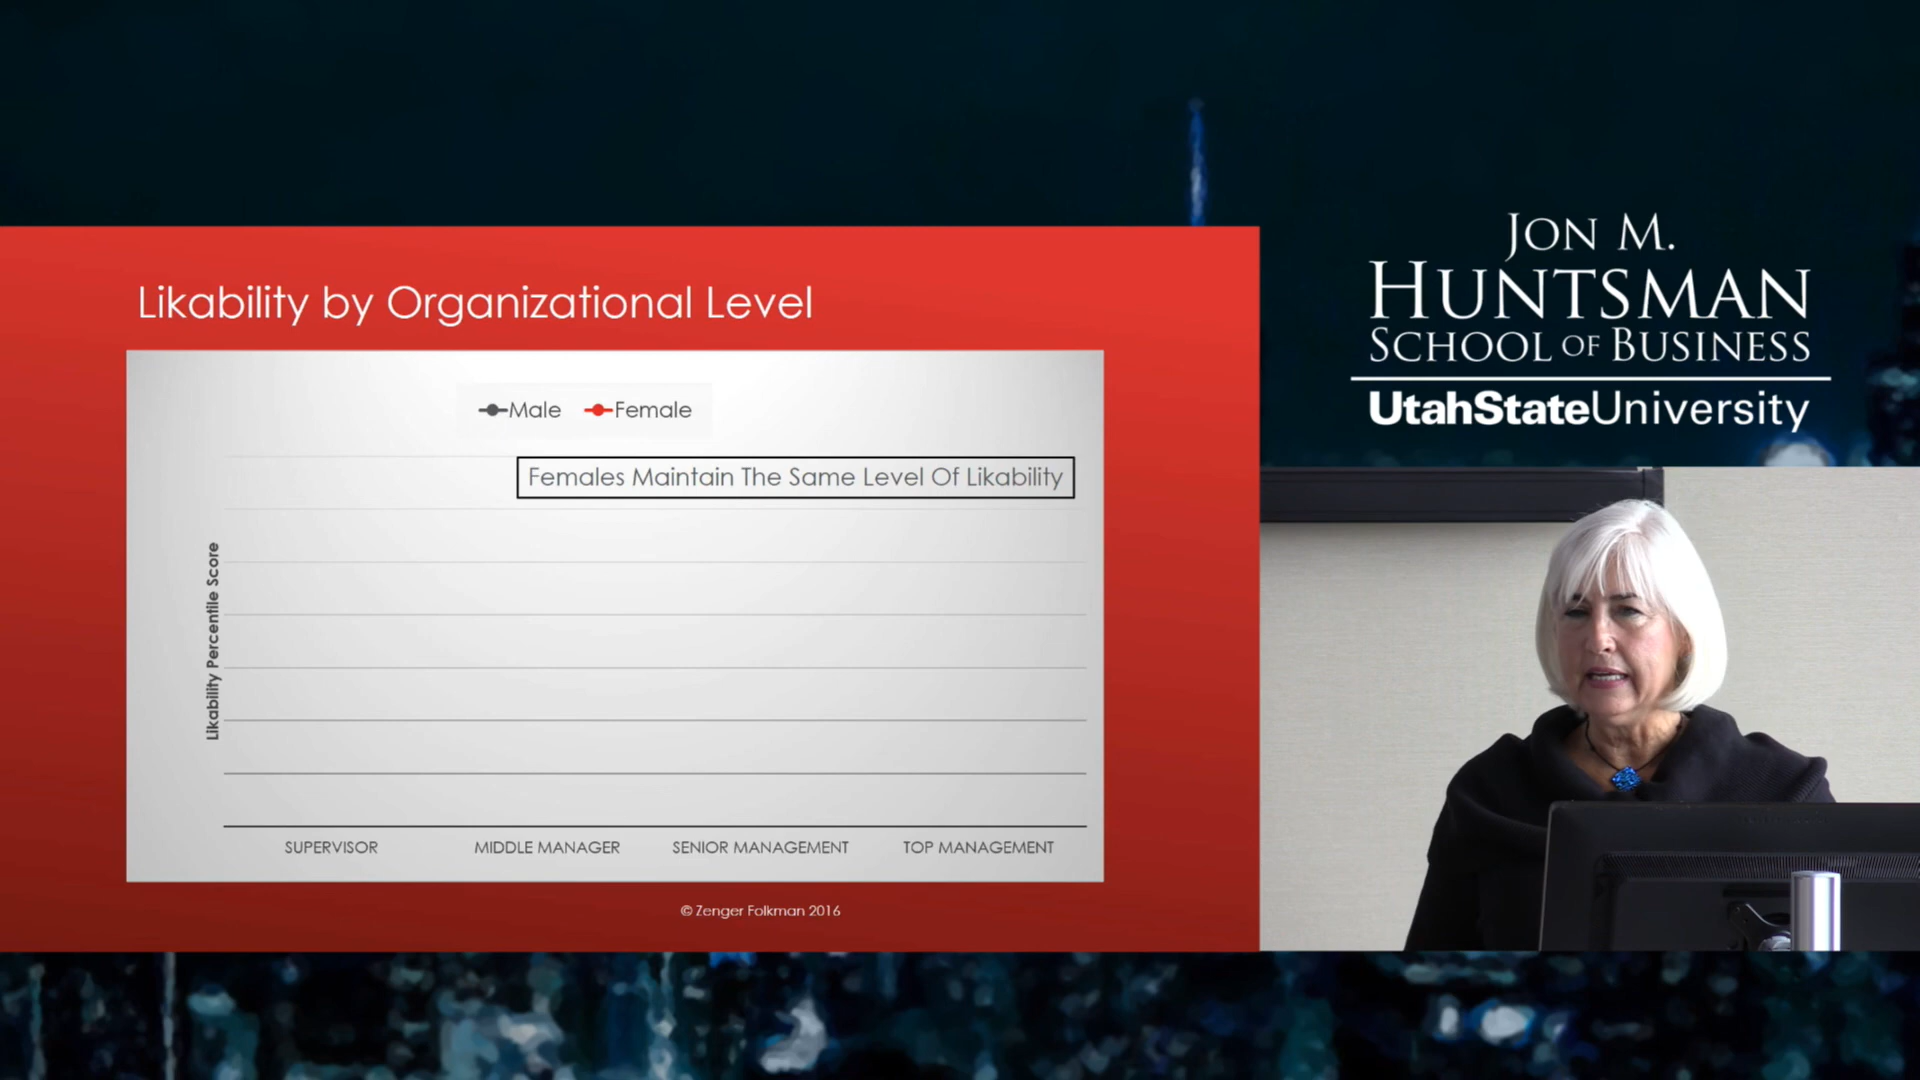 Likability by Organizational Level
Male Female
Females Maintain The Same Level Of Likability
Likability Percentile Score
SUPERVISOR MIDDLE MANAGER SENIOR MANAGEMENT TOP MANAGEMENT
© Zenger Folkman 2016
JON M.
HUNTSMAN
SCHOOL OF BUSINESS
UtahStateUniversity